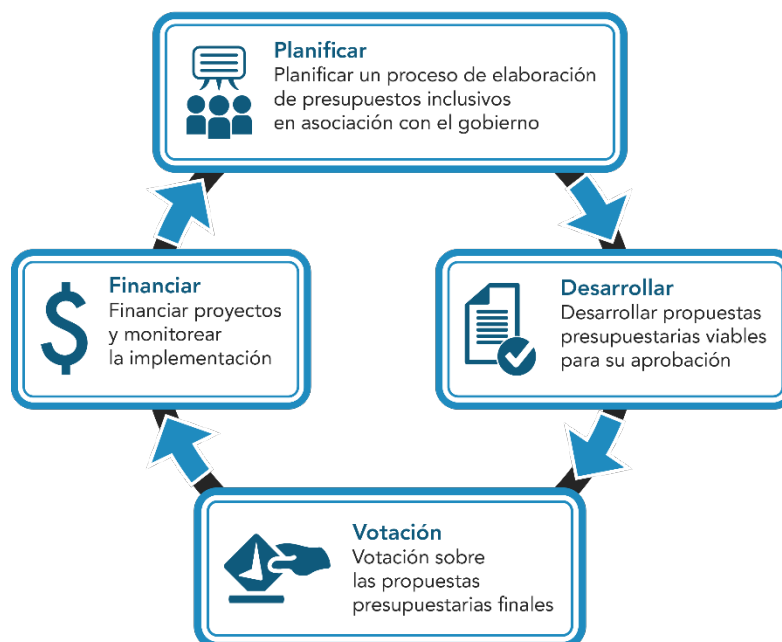 Planificar
Planificar un proceso de elaboración
de presupuestos inclusivos
en asociación con el gobierno
Desarrollar
Desarrollar propuestas
presupuestarias viables
para su aprobación
Votación
Votación sobre
las propuestas
presupuestarias finales
$
Financiar
Financiar proyectos
y monitorear
la implementación